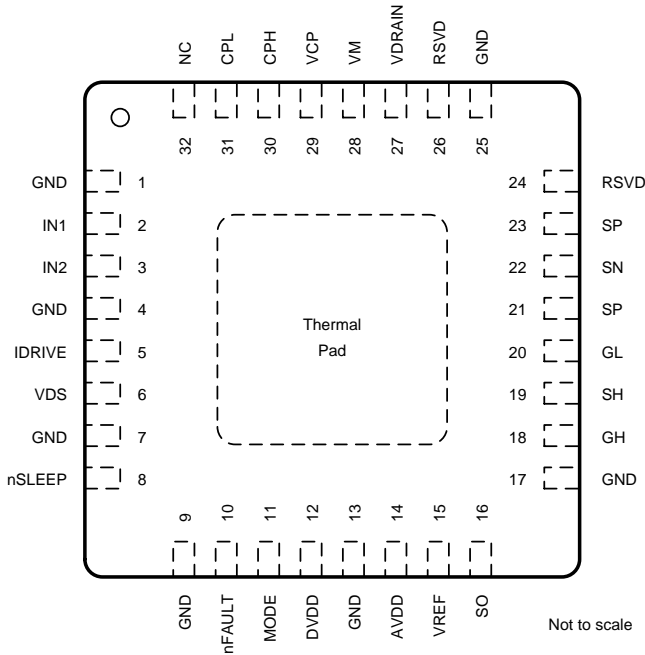 NC CPL CPH VCP VM VDRAIN RSVD GND
32 31 30 29 28 27 26 25
GND 1
IN1 2
IN2 3
GND 4
IDRIVE 5
VDS 6
GND 7
nSLEEP 8
24 RSVD
23 SP
22 SN
21 SP
20 GL
19 SH
18 GH
17 GND
Thermal
Pad
9 10 11 12 13 14 15 16
GND nFAULT MODE DVDD GND AVDD VREF SO
Not to scale